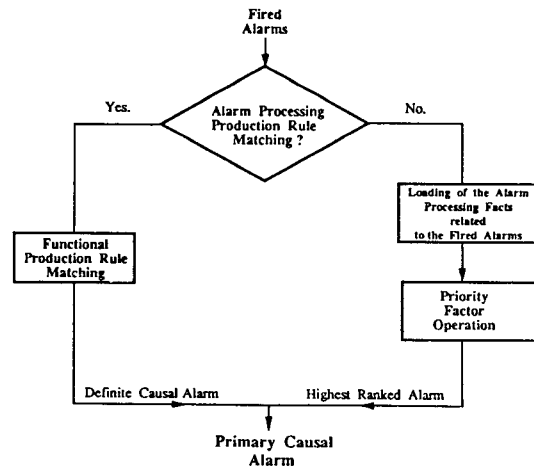 Fired
Alarms
Yes.
Alarm Processing
Production Rule
Matching ?
No.
Loading of the Alarm
Processing Facts
related
to the Fired Alarms
Functional
Production Rule
Matching
Priority
Factor
Operation
Definite Causal Alarm
Highest Ranked Alarm
Primary Causal
Alarm